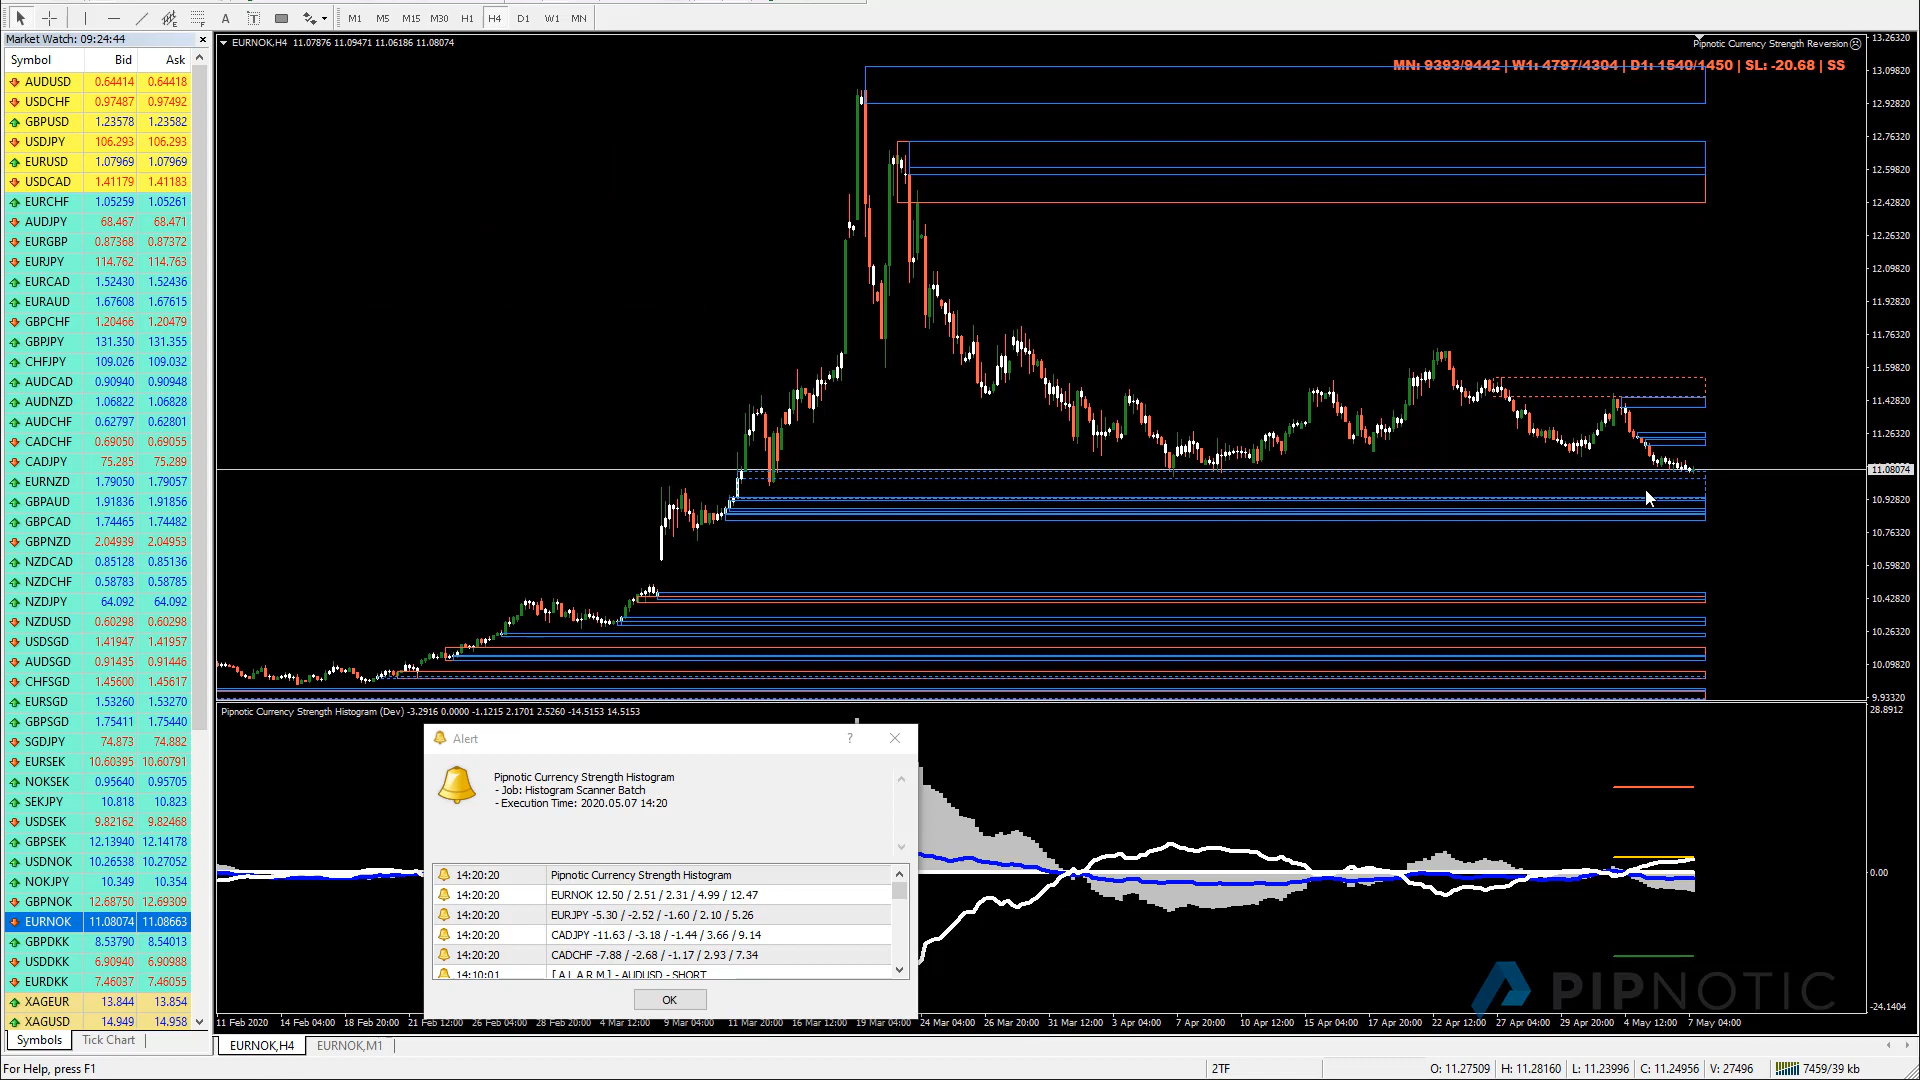 M1 M5 M15 M30 H1 H4 D1 W1 MN
Market Watch: 09:24:44
Symbol Bid Ask
AUDUSD 0.64414 0.64418
USDCHF 0.97487 0.97492
GBPUSD 1.23578 1.23582
USDJPY 106.293 106.293
EURUSD 1.07969 1.07969
USDCAD 1.41179 1.41183
EURCHF 1.05259 1.05261
AUDJPY 68.467 68.471
EURGBP 0.87368 0.87372
EURJPY 114.762 114.763
EURCAD 1.52430 1.52436
EURAUD 1.67608 1.67615
GBPCHF 1.20466 1.20479
GBPJPY 131.350 131.355
CHFJPY 109.026 109.032
AUDCAD 0.90940 0.90948
AUDNZD 1.06822 1.06828
AUDCHF 0.62797 0.62801
CADCHF 0.69050 0.69055
CADJPY 75.285 75.289
EURNZD 1.79050 1.79057
GBPAUD 1.91836 1.91856
GBPCAD 1.74465 1.74482
GBPNZD 2.04939 2.04953
NZDCAD 0.85128 0.85136
NZDCHF 0.58783 0.58785
NZDJPY 64.092 64.092
NZDUSD 0.60298 0.60298
USDSGD 1.41947 1.41957
AUDSGD 0.91435 0.91446
CHFSGD 1.45600 1.45617
EURSGD 1.53260 1.53270
GBPSGD 1.75411 1.75440
SGDJPY 74.873 74.882
EURSEK 10.60395 10.60791
NOKSEK 0.95640 0.95705
SEKJPY 10.818 10.823
USDSEK 9.82162 9.82468
GBPSEK 12.13940 12.14178
USDNOK 10.26538 10.27052
NOKJPY 10.349 10.354
GBPNOK 12.68750 12.69309
EURNOK 11.08074 11.08663
GBPDKK 8.53790 8.54013
USDDKK 6.90940 6.90988
EURDKK 7.46037 7.46055
XAGEUR 13.844 13.854
XAGUSD 14.949 14.958
Symbols Tick Chart
For Help, press F1
EURNOK,H4 11.07876 11.09471 11.06186 11.08074
Pipnotic Currency Strength Reversion
MN: 9393/9442 | W1: 4797/4304 | D1: 1540/1450 | SL: -20.68 | SS
13.26320
13.09820
12.92820
12.76320
12.59820
12.42820
12.26320
12.09820
11.92820
11.76320
11.59820
11.42820
11.26320
11.08074
10.92820
10.76320
10.59820
10.42820
10.26320
10.09820
9.93320
Pipnotic Currency Strength Histogram (Dev) -3.2916 0.0000 -1.1215 2.1701 2.5260 -14.5153 14.5153
28.8912
0.00
-24.1404
Alert
Pipnotic Currency Strength Histogram
- Job: Histogram Scanner Batch
- Execution Time: 2020.05.07 14:20
14:20:20 Pipnotic Currency Strength Histogram
14:20:20 EURNOK 12.50 / 2.51 / 2.31 / 4.99 / 12.47
14:20:20 EURJPY -5.30 / -2.52 / -1.60 / 2.10 / 5.26
14:20:20 CADJPY -11.63 / -3.18 / -1.44 / 3.66 / 9.14
14:20:20 CADCHF -7.88 / -2.68 / -1.17 / 2.93 / 7.34
14:10:01 [ A L A R M ] - AUDUSD - SHORT
OK
PIPNOTIC
11 Feb 2020 14 Feb 04:00 18 Feb 20:00 21 Feb 12:00 26 Feb 04:00 28 Feb 20:00 4 Mar 12:00 9 Mar 04:00 11 Mar 20:00 16 Mar 12:00 19 Mar 04:00 24 Mar 04:00 26 Mar 20:00 31 Mar 12:00 3 Apr 04:00 7 Apr 20:00 10 Apr 12:00 15 Apr 04:00 17 Apr 20:00 22 Apr 12:00 27 Apr 04:00 29 Apr 20:00 4 May 12:00 7 May 04:00
EURNOK,H4 EURNOK,M1
2TF O: 11.27509 H: 11.28160 L: 11.23996 C: 11.24956 V: 27496 7459/39 kb